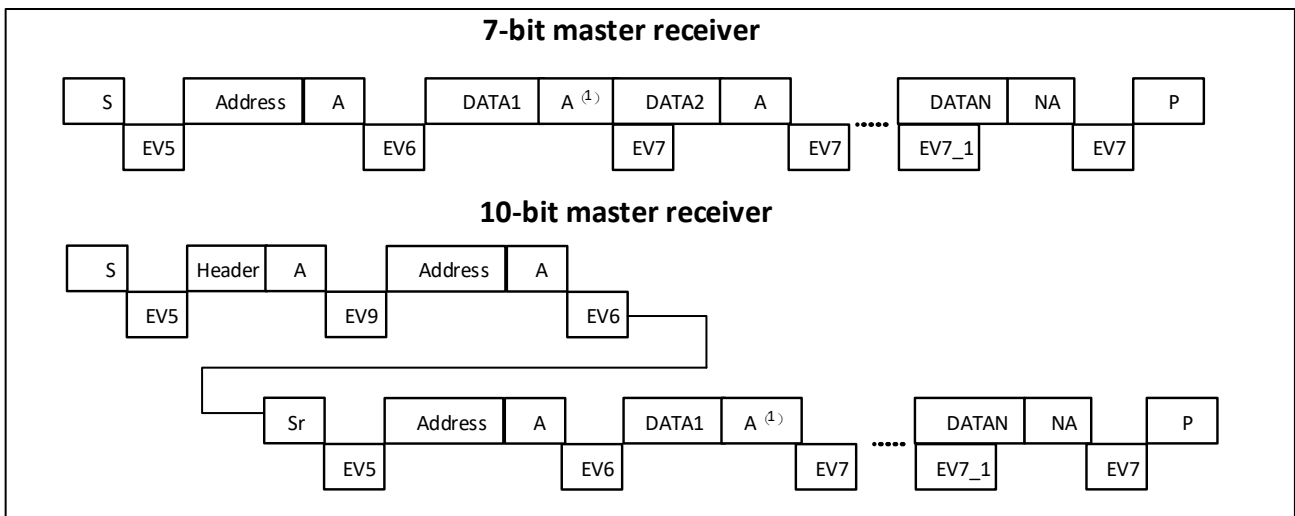 7-bit master receiver
S Address A DATA1 A (1) DATA2 A ..... DATAN NA P
EV5 EV6 EV7 EV7 EV7_1 EV7
10-bit master receiver
S Header A Address A
EV5 EV9 EV6
Sr Address A DATA1 A (1) ..... DATAN NA P
EV5 EV6 EV7 EV7_1 EV7